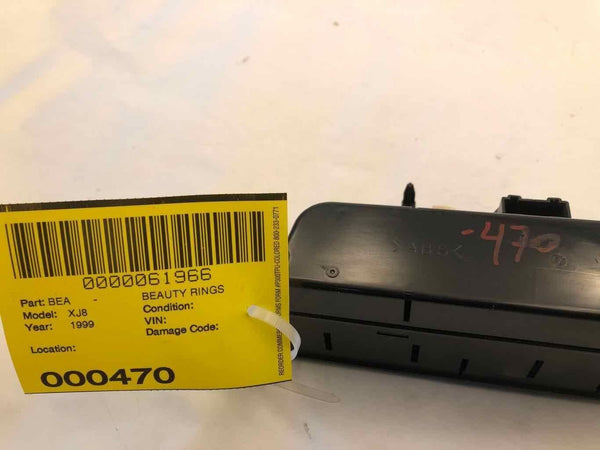 0000061966
Part: BEA - BEAUTY RINGS
Model: XJ8 Condition:
Year: 1999 VIN:
Damage Code:
Location:
000470
-470
>ABS<